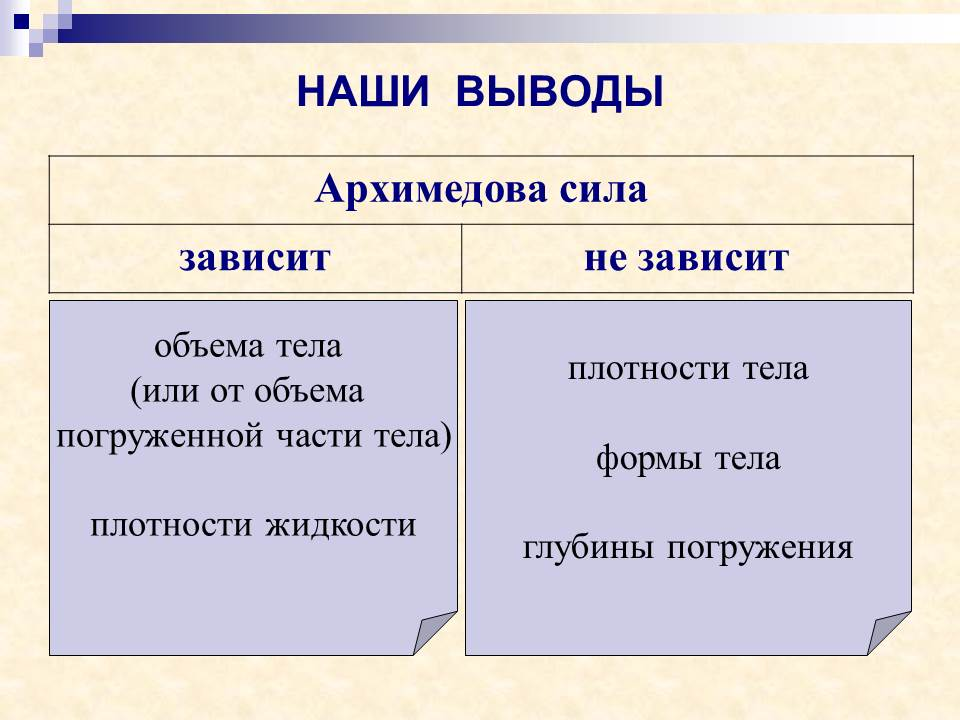 НАШИ ВЫВОДЫ
Архимедова сила
зависит
не зависит
объема тела
(или от объема
погруженной части тела)
плотности жидкости
плотности тела
формы тела
глубины погружения